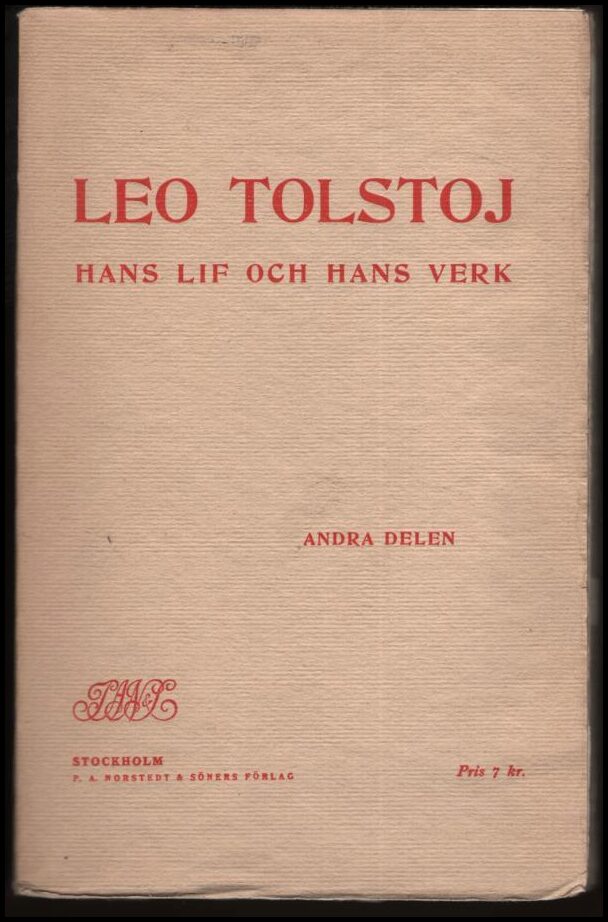 LEO TOLSTOJ
HANS LIF OCH HANS VERK
ANDRA DELEN
P.A.N.&S.
STOCKHOLM
P. A. NORSTEDT & SÖNERS FÖRLAG
Pris 7 kr.